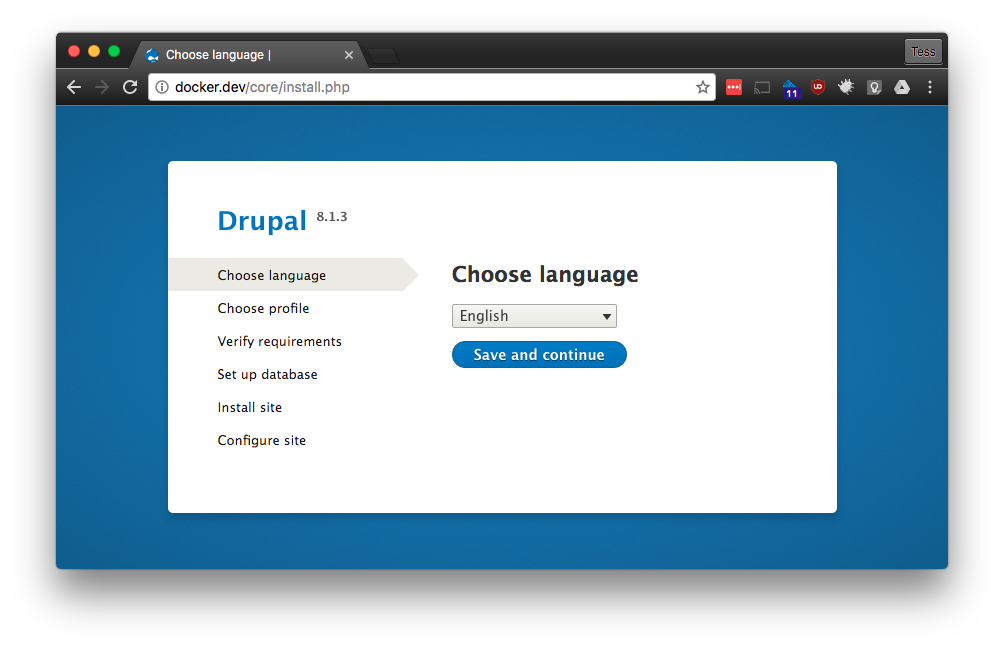 Choose language |
Tess
docker.dev/core/install.php
11
Drupal 8.1.3
Choose language
Choose profile
Verify requirements
Set up database
Install site
Configure site
Choose language
English
Save and continue